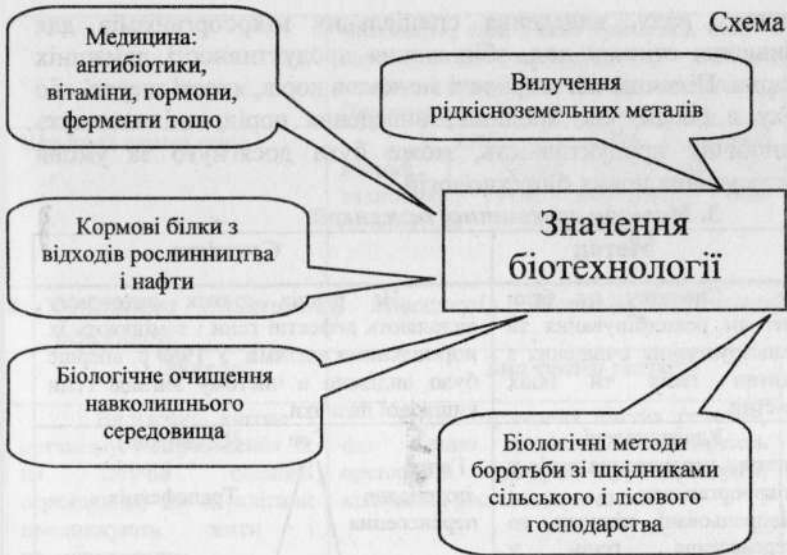 Схема
Медицина:
антибіотики,
вітаміни, гормони,
ферменти тощо
Вилучення
рідкісноземельних металів
Кормові білки з
відходів рослинництва
і нафти
Значення
біотехнології
Біологічне очищення
навколишнього
середовища
Біологічні методи
боротьби зі шкідниками
сільського і лісового
господарства